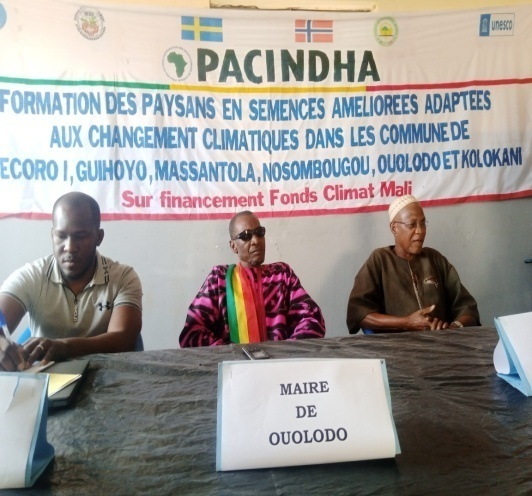 unesco
PACINDHA
FORMATION DES PAYSANS EN SEMENCES AMELIOREES ADAPTEES
AUX CHANGEMENT CLIMATIQUES DANS LES COMMUNE DE
ECORO I, GUIHOYO, MASSANTOLA, NOSOMBOUGOU, OUOLODO ET KOLOKANI
Sur financement Fonds Climat Mali
MAIRE
DE
OUOLODO